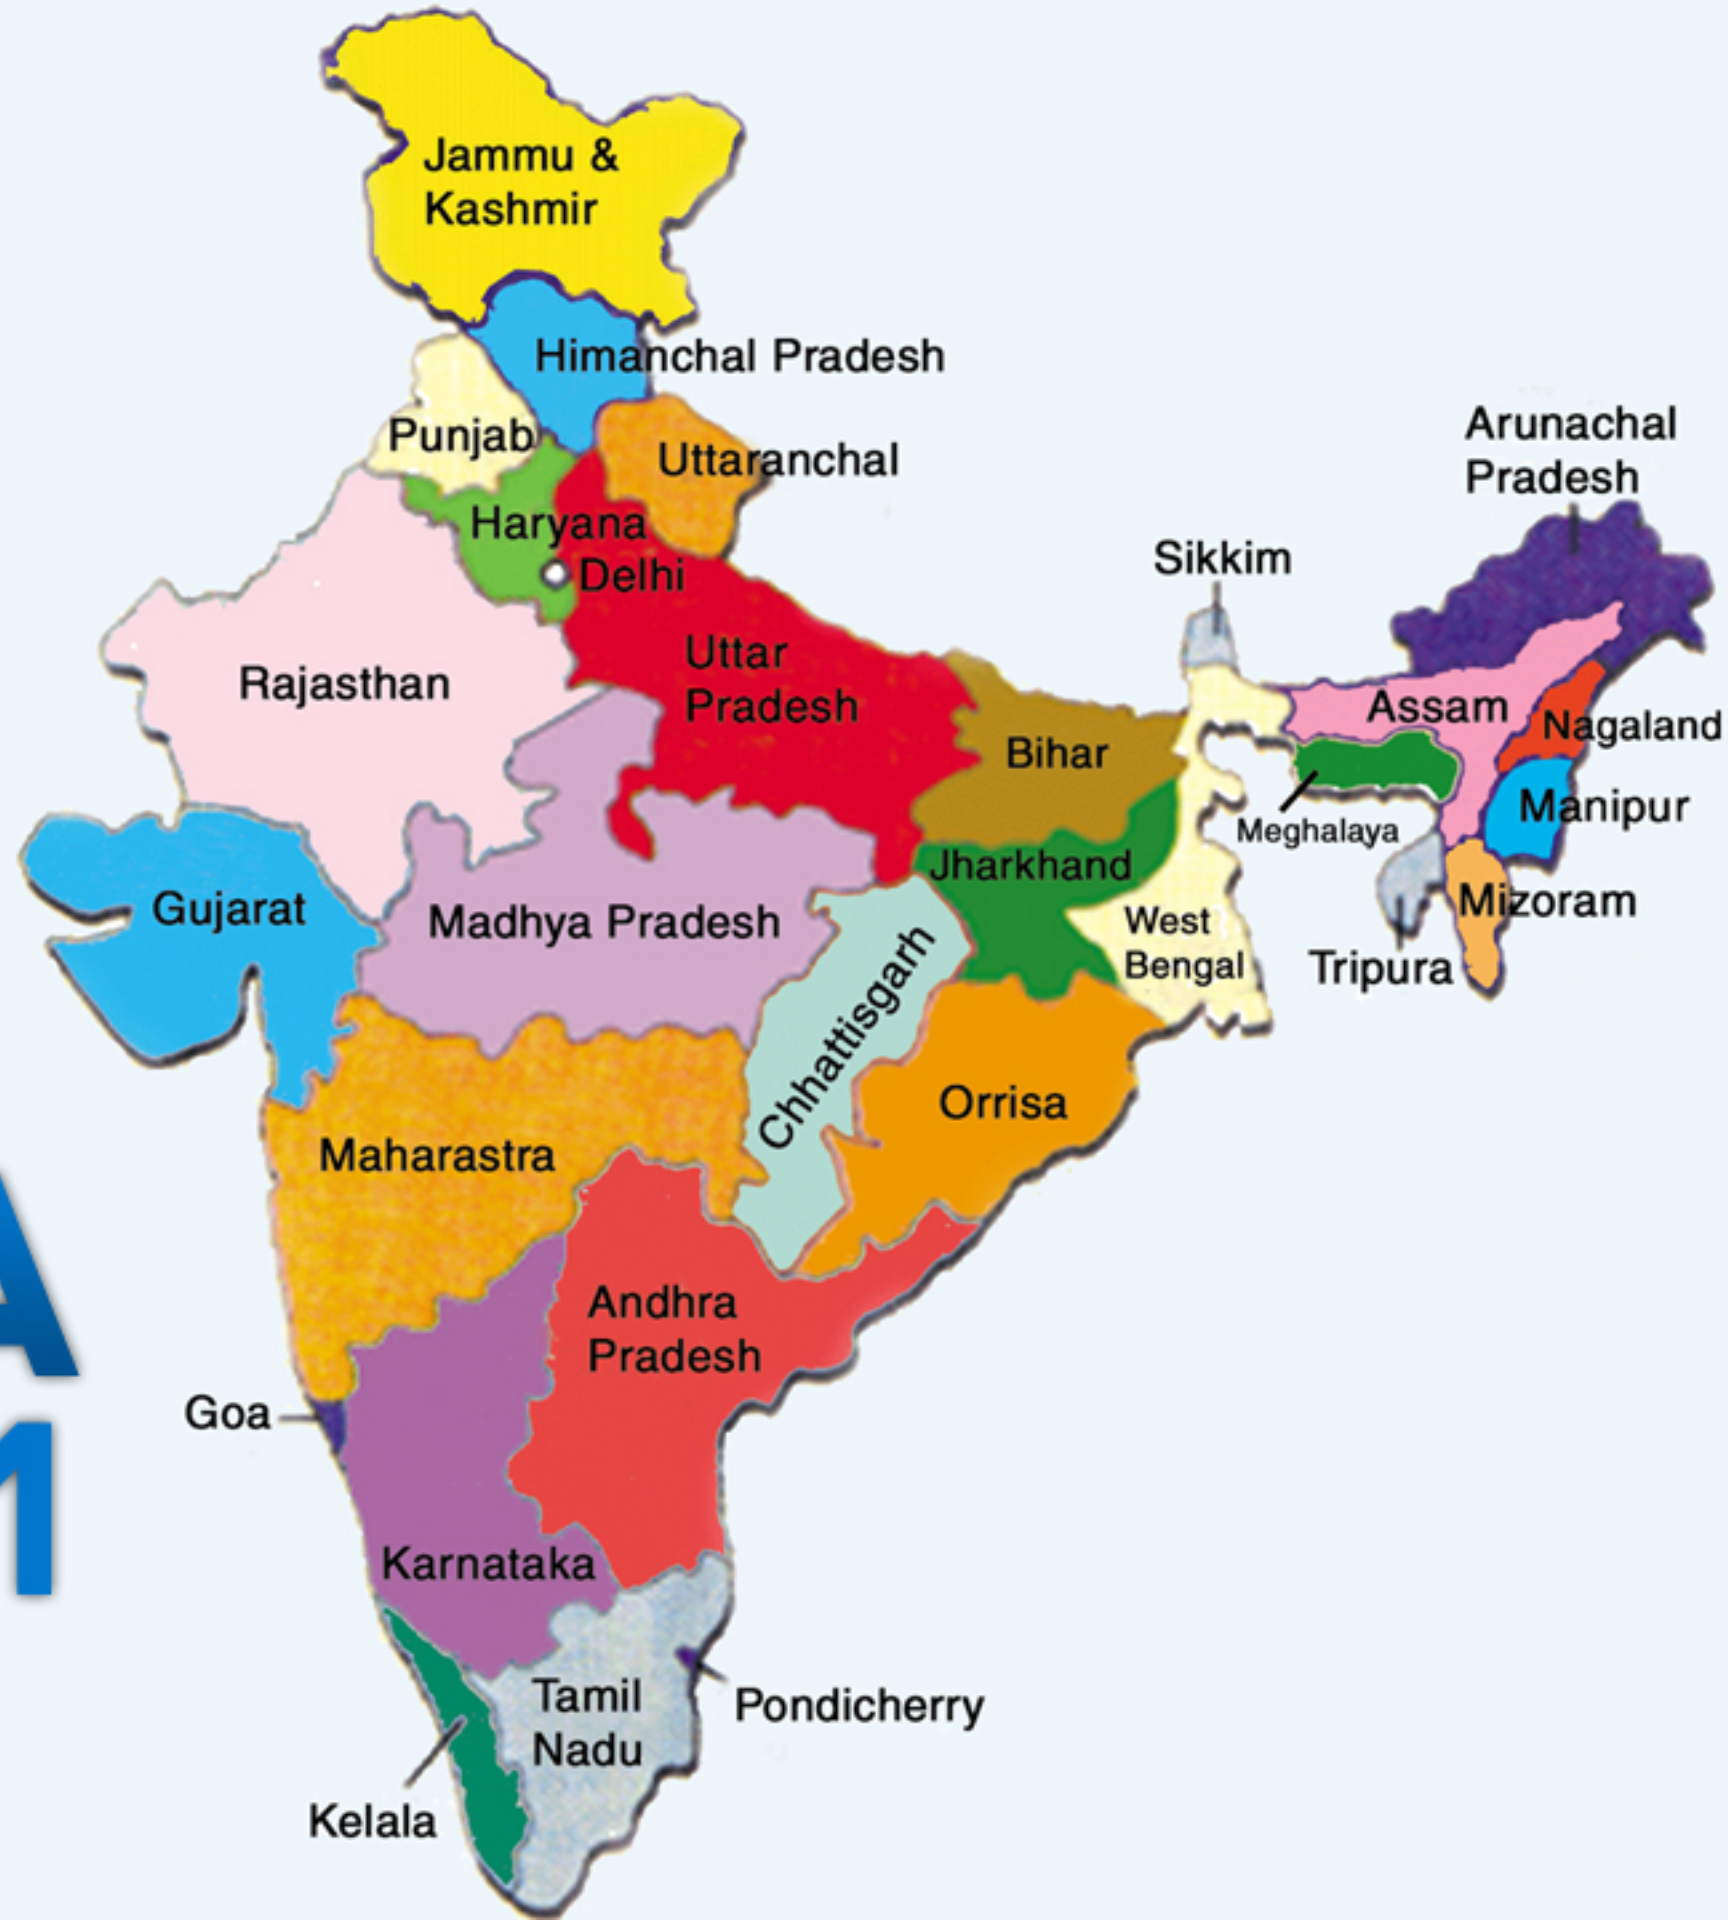 Jammu &
Kashmir
Himanchal Pradesh
Punjab
Uttaranchal
Arunachal
Pradesh
Haryana
Sikkim
Delhi
Uttar
Pradesh
Rajasthan
Assam
Nagaland
Bihar
Manipur
Meghalaya
Jharkhand
Gujarat
Madhya Pradesh
West
Bengal
Mizoram
Tripura
Chhattisgarh
Orrisa
Maharastra
A
Andhra
Pradesh
Goa
1
Karnataka
Tamil
Nadu
Pondicherry
Kelala